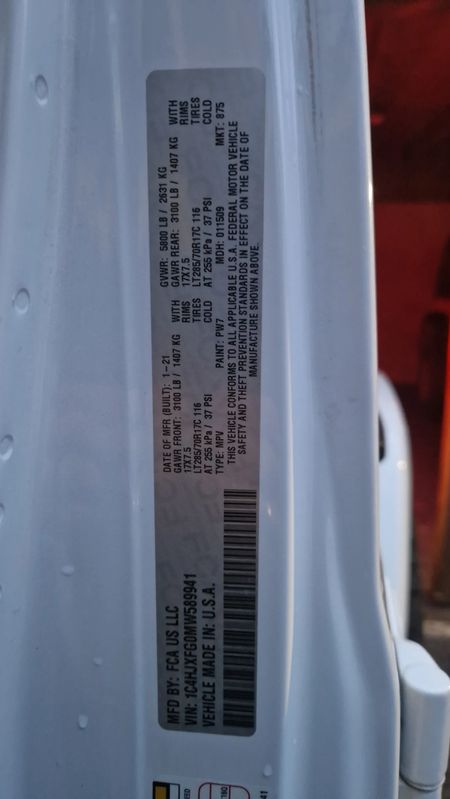 MFD BY: FCA US LLC
VIN: 1C4HJXFG0MW589941
VEHICLE MADE IN: U.S.A.
DATE OF MFR (BUILT): 1-21 GVWR: 5800 LB / 2631 KG
GAWR FRONT: 3100 LB / 1407 KG WITH GAWR REAR: 3100 LB / 1407 KG WITH
17X7.5 RIMS 17X7.5 RIMS
LT285/70R17C 116 TIRES LT285/70R17C 116 TIRES
AT 255 kPa / 37 PSI COLD AT 255 kPa / 37 PSI COLD
TYPE: MPV PAINT: PW7 MDH: 011509 MKT: 875
THIS VEHICLE CONFORMS TO ALL APPLICABLE U.S.A. FEDERAL MOTOR VEHICLE
SAFETY AND THEFT PREVENTION STANDARDS IN EFFECT ON THE DATE OF
MANUFACTURE SHOWN ABOVE.